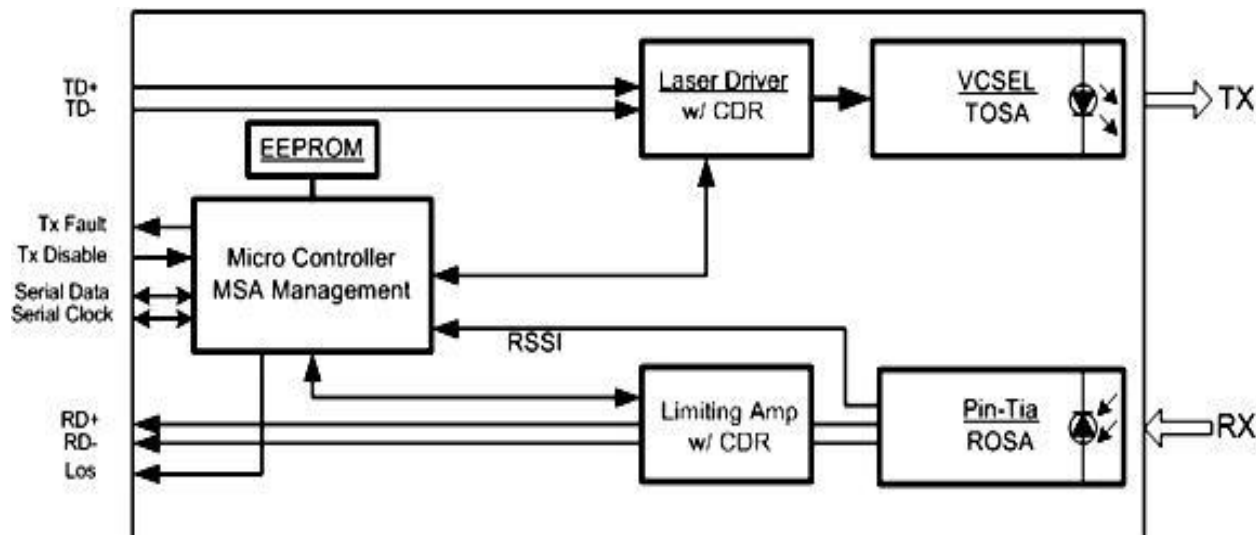 TD+
TD-
Laser Driver
w/ CDR
VCSEL
TOSA
TX
EEPROM
Tx Fault
Tx Disable
Serial Data
Serial Clock
Micro Controller
MSA Management
RSSI
RD+
RD-
Los
Limiting Amp
w/ CDR
Pin-Tia
ROSA
RX